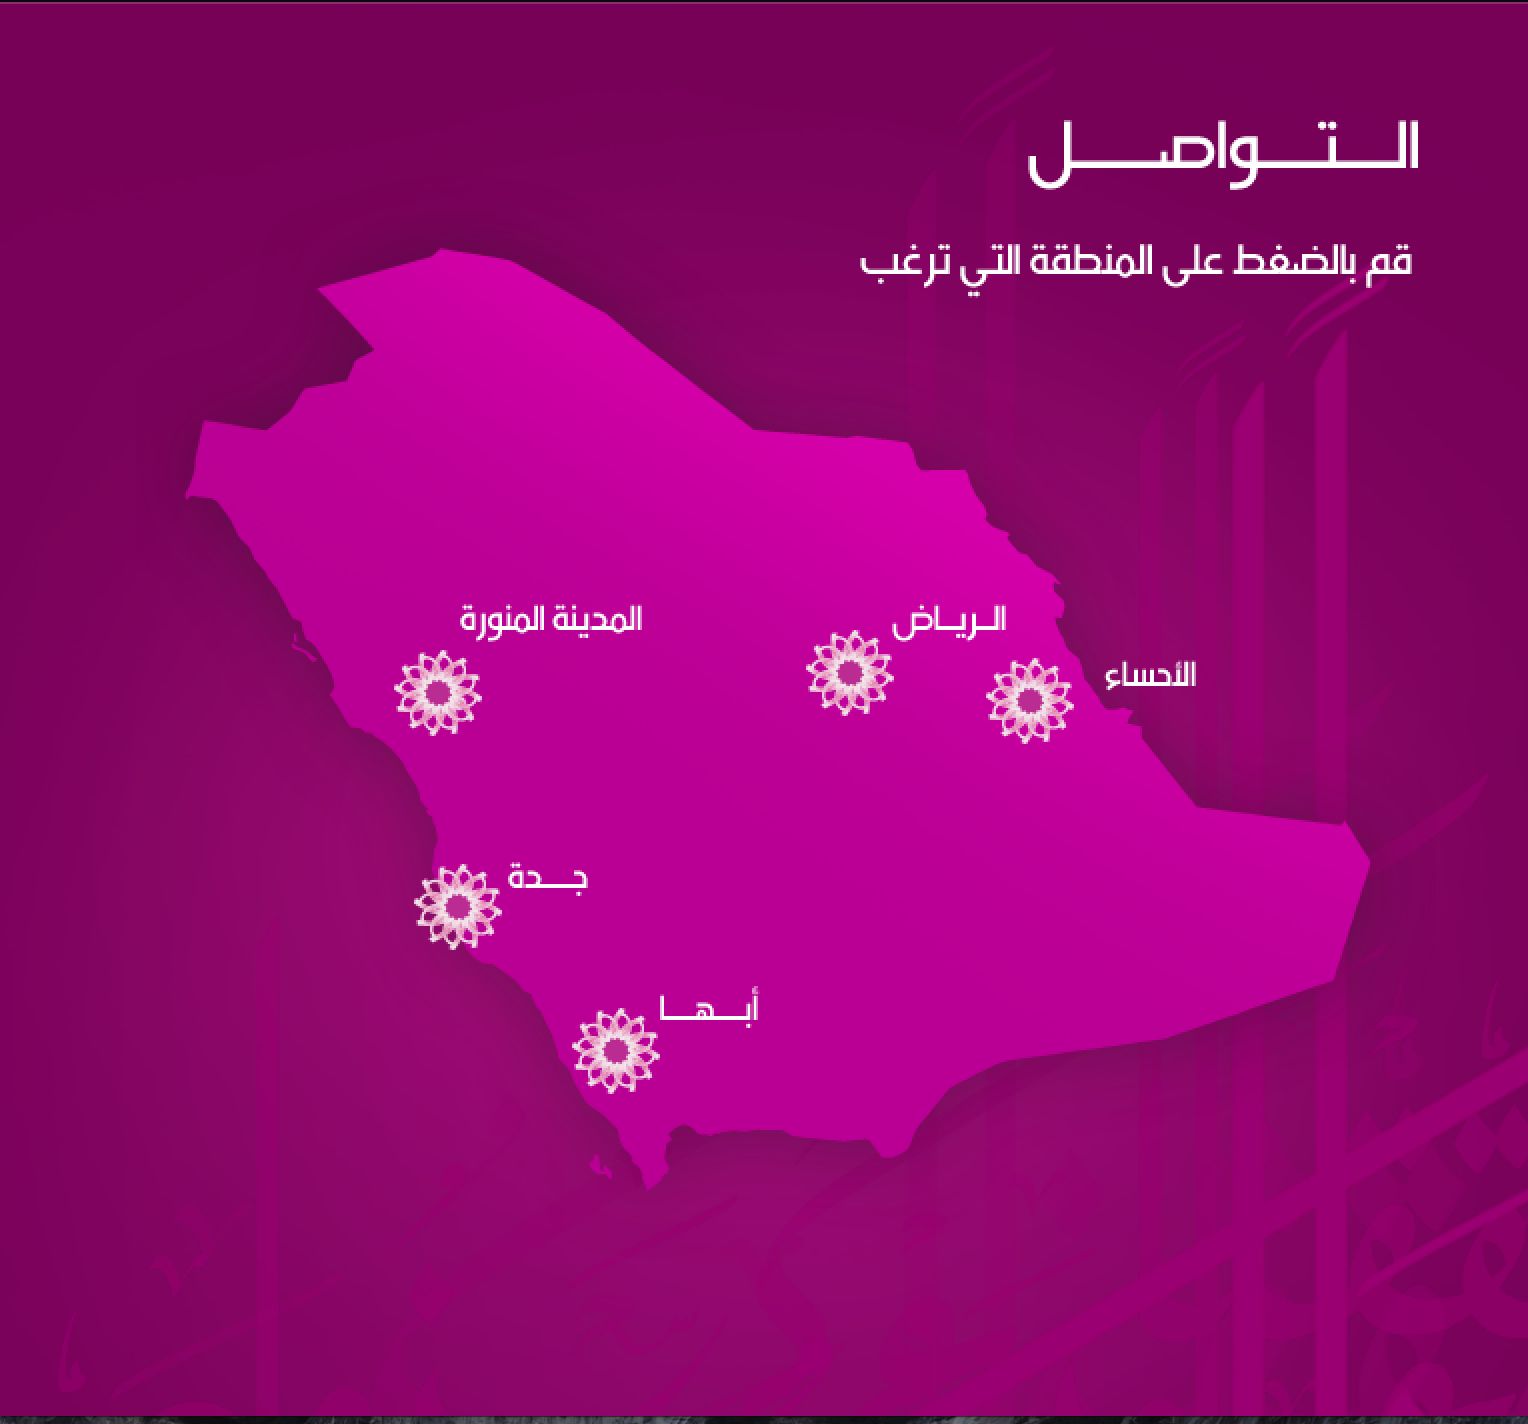 التواصل
قم بالضغط على المنطقة التي ترغب
المدينة المنورة
الرياض
الأحساء
جدة
أبها